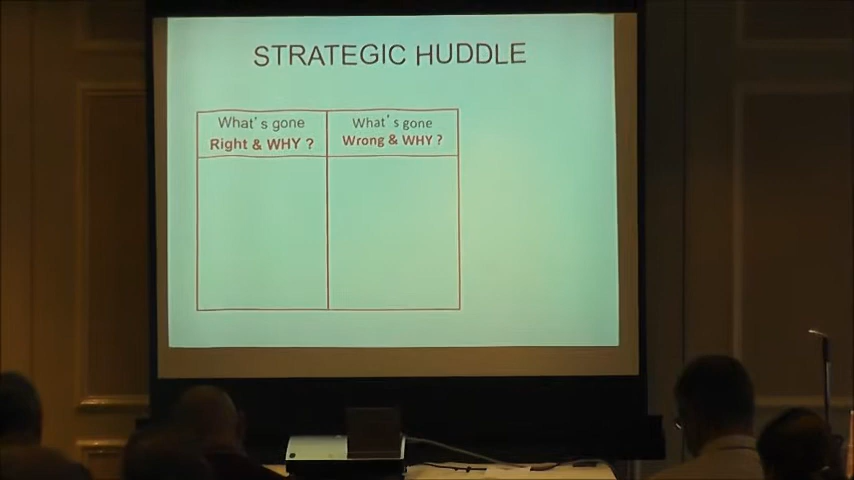 STRATEGIC HUDDLE
What's gone
Right & WHY ?
What's gone
Wrong & WHY ?